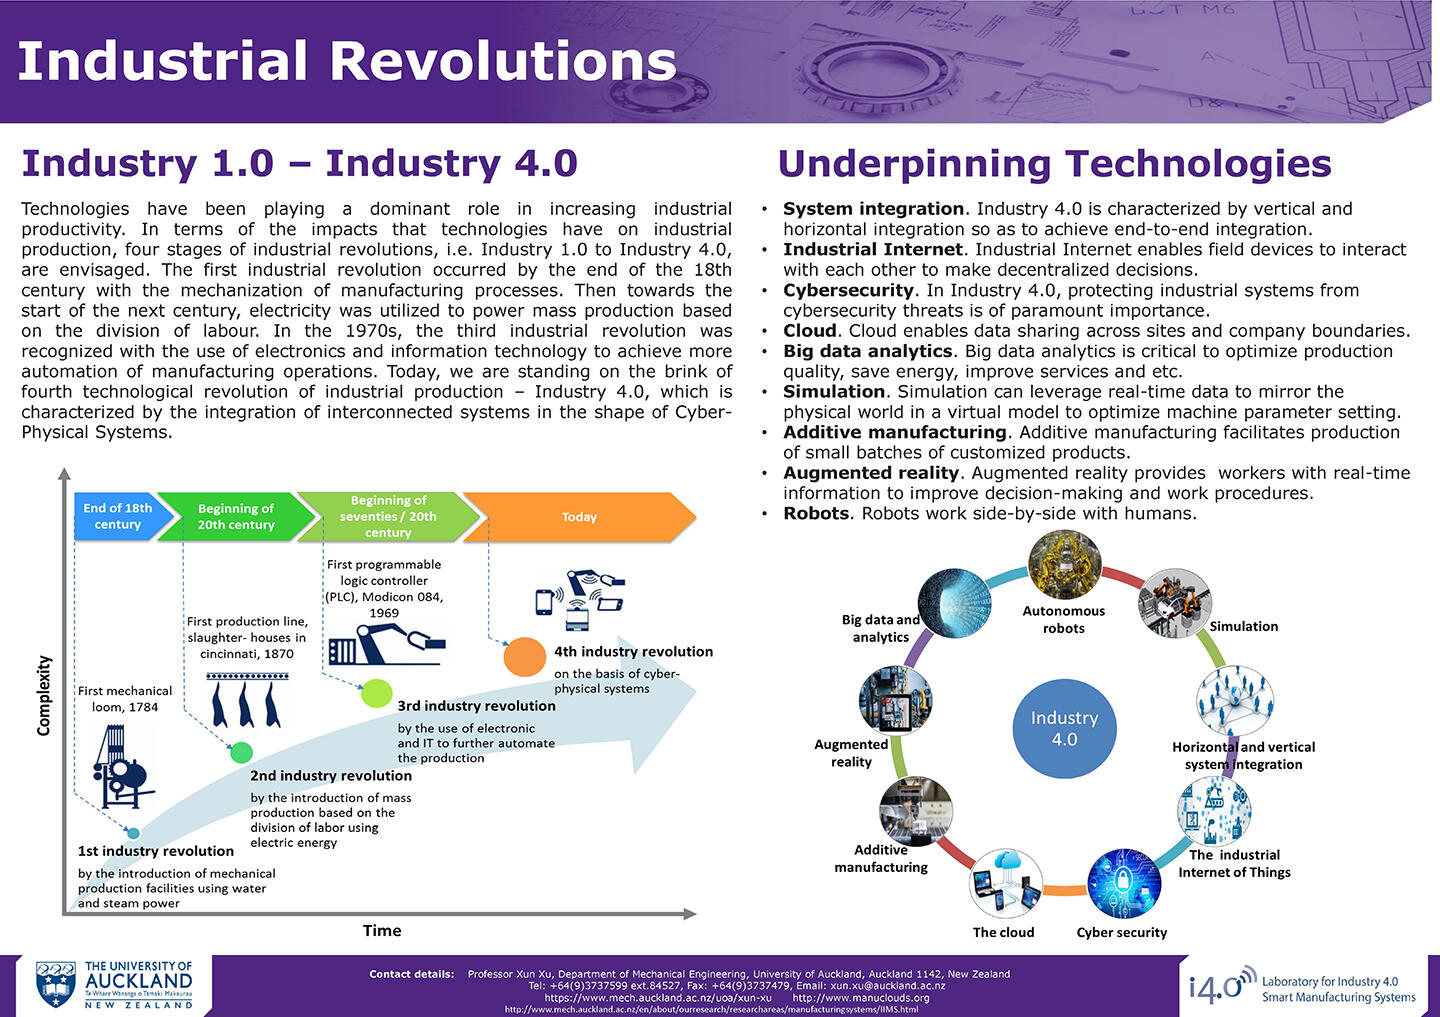 Industrial Revolutions
Industry 1.0 – Industry 4.0
Technologies have been playing a dominant role in increasing industrial
productivity. In terms of the impacts that technologies have on industrial
production, four stages of industrial revolutions, i.e. Industry 1.0 to Industry 4.0,
are envisaged. The first industrial revolution occurred by the end of the 18th
century with the mechanization of manufacturing processes. Then towards the
start of the next century, electricity was utilized to power mass production based
on the division of labour. In the 1970s, the third industrial revolution was
recognized with the use of electronics and information technology to achieve more
automation of manufacturing operations. Today, we are standing on the brink of
fourth technological revolution of industrial production – Industry 4.0, which is
characterized by the integration of interconnected systems in the shape of Cyber-
Physical Systems.
Complexity
End of 18th
century
Beginning of
20th century
Beginning of
seventies / 20th
century
Today
First mechanical
loom, 1784
First production line,
slaughter- houses in
cincinnati, 1870
First programmable
logic controller
(PLC), Modicon 084,
1969
1st industry revolution
by the introduction of mechanical
production facilities using water
and steam power
2nd industry revolution
by the introduction of mass
production based on the
division of labor using
electric energy
3rd industry revolution
by the use of electronic
and IT to further automate
the production
4th industry revolution
on the basis of cyber-
physical systems
Time
Underpinning Technologies
• System integration. Industry 4.0 is characterized by vertical and
horizontal integration so as to achieve end-to-end integration.
• Industrial Internet. Industrial Internet enables field devices to interact
with each other to make decentralized decisions.
• Cybersecurity. In Industry 4.0, protecting industrial systems from
cybersecurity threats is of paramount importance.
• Cloud. Cloud enables data sharing across sites and company boundaries.
• Big data analytics. Big data analytics is critical to optimize production
quality, save energy, improve services and etc.
• Simulation. Simulation can leverage real-time data to mirror the
physical world in a virtual model to optimize machine parameter setting.
• Additive manufacturing. Additive manufacturing facilitates production
of small batches of customized products.
• Augmented reality. Augmented reality provides workers with real-time
information to improve decision-making and work procedures.
• Robots. Robots work side-by-side with humans.
Autonomous
robots
Simulation
Horizontal and vertical
system integration
The industrial
Internet of Things
Cyber security
The cloud
Additive
manufacturing
Augmented
reality
Big data and
analytics
Industry
4.0
THE UNIVERSITY OF
AUCKLAND
Te Whare Wananga o Tamaki Makaurau
NEW ZEALAND
Contact details: Professor Xun Xu, Department of Mechanical Engineering, University of Auckland, Auckland 1142, New Zealand
Tel: +64(9)3737599 ext.84527, Fax: +64(9)3737479, Email: xun.xu@auckland.ac.nz
https://www.mech.auckland.ac.nz/uoa/xun-xu http://www.manuclouds.org
http://www.mech.auckland.ac.nz/en/about/ourresearch/researchareas/manufacturingsystems/IIMS.html
i4.0
Laboratory for Industry 4.0
Smart Manufacturing Systems